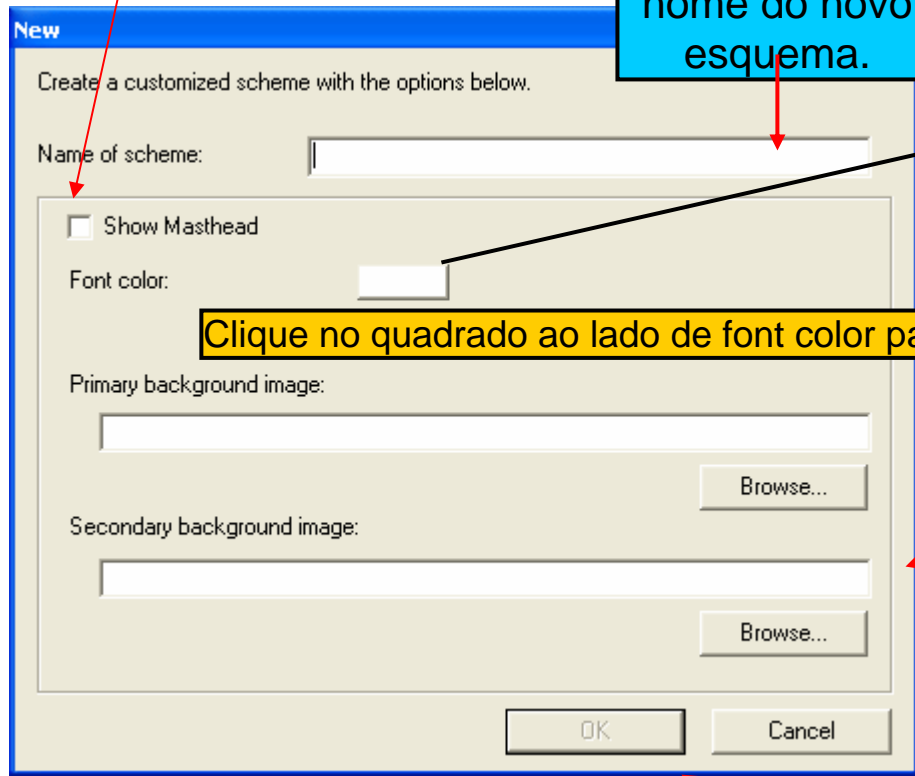 nome do novo
esquema.
New
Create a customized scheme with the options below.
Name of scheme:
Show Masthead
Font color:
Clique no quadrado ao lado de font color
Primary background image:
Browse...
Secondary background image:
Browse...
OK
Cancel